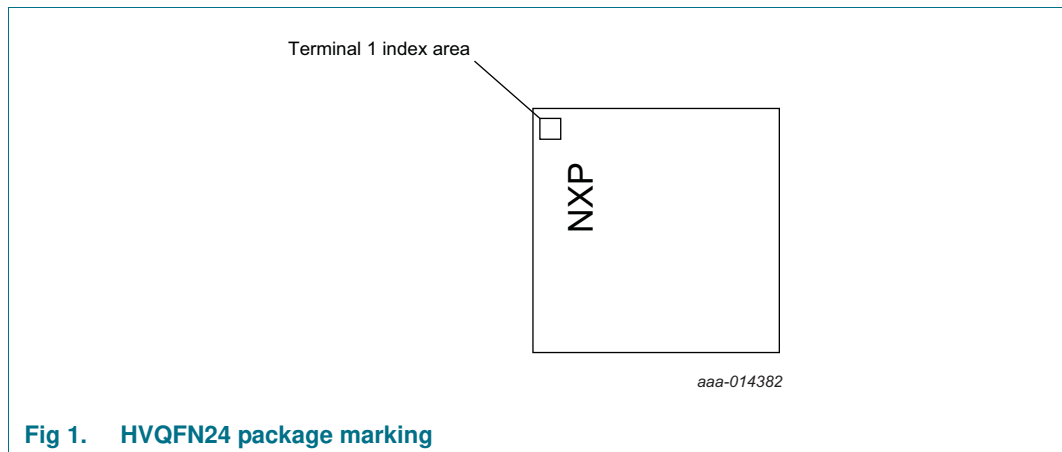 Terminal 1 index area
NXP
aaa-014382
Fig 1. HVQFN24 package marking